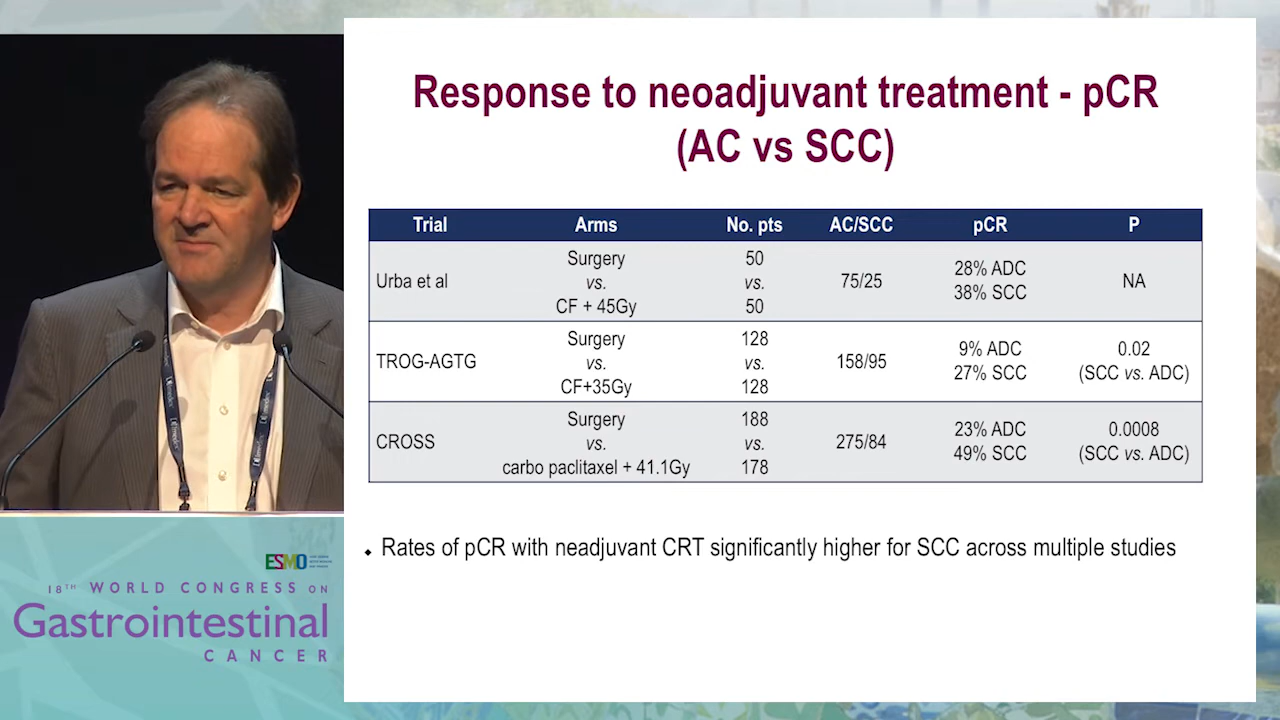 Response to neoadjuvant treatment - pCR
(AC vs SCC)
Trial Arms No. pts AC/SCC pCR P
Urba et al
Surgery
vs.
CF + 45Gy
50
vs.
50
75/25
28% ADC
38% SCC
NA
TROG-AGTG
Surgery
vs.
CF+35Gy
128
vs.
128
158/95
9% ADC
27% SCC
0.02
(SCC vs. ADC)
CROSS
Surgery
vs.
carbo paclitaxel + 41.1Gy
188
vs.
178
275/84
23% ADC
49% SCC
0.0008
(SCC vs. ADC)
Rates of pCR with neadjuvant CRT significantly higher for SCC across multiple studies
ESMO
18TH WORLD CONGRESS ON
Gastrointestinal
CANCER